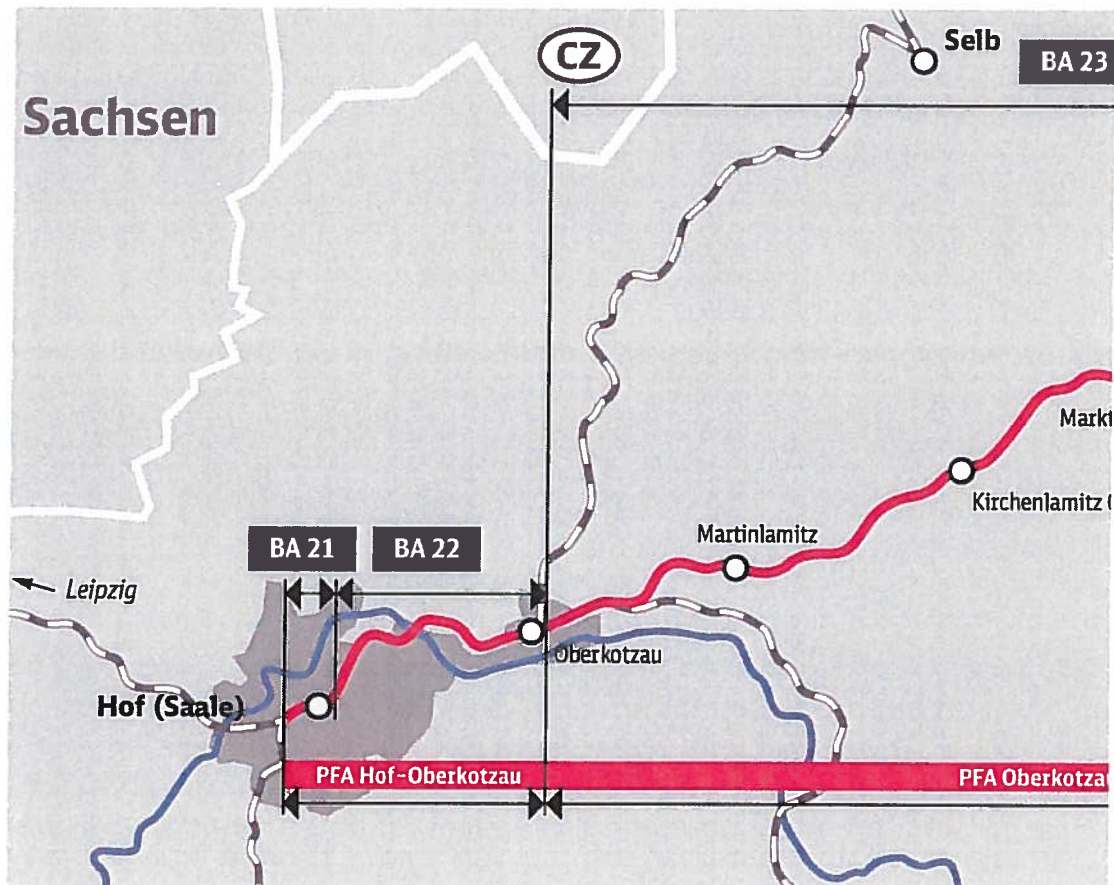 CZ
Selb
BA 23
Sachsen
Markt
Kirchenlamitz
Martinlamitz
BA 21
BA 22
Leipzig
Oberkotzau
Hof (Saale)
PFA Hof-Oberkotzau
PFA Oberkotzau